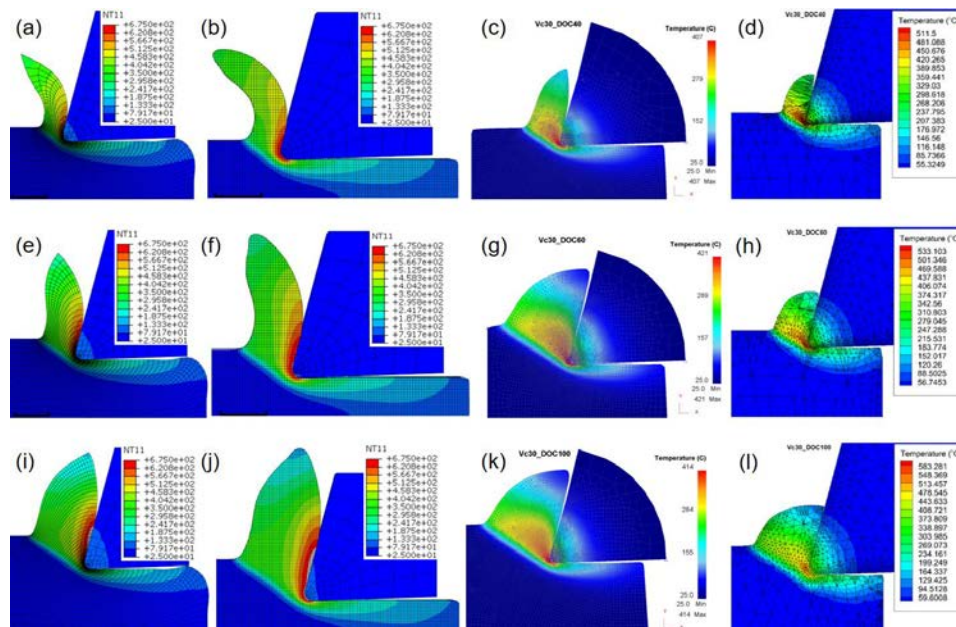 (a)
NT11
+6.750e+02
+6.208e+02
+5.667e+02
+5.125e+02
+4.583e+02
+4.042e+02
+3.500e+02
+2.958e+02
+2.417e+02
+1.875e+02
+1.333e+02
+7.917e+01
+2.500e+01
(b)
NT11
+6.750e+02
+6.208e+02
+5.667e+02
+5.125e+02
+4.583e+02
+4.042e+02
+3.500e+02
+2.958e+02
+2.417e+02
+1.875e+02
+1.333e+02
+7.917e+01
+2.500e+01
(c)
Vc30_DOC40
Temperature (C)
407
279
152
25.0
25.0 Min
407 Max
(d)
Vc30_DOC40
Temperature (°C)
511.5
481.088
450.676
420.265
389.853
359.441
329.03
298.618
268.206
237.795
207.383
176.972
146.56
116.148
85.7366
55.3249
(e)
NT11
+6.750e+02
+6.208e+02
+5.667e+02
+5.125e+02
+4.583e+02
+4.042e+02
+3.500e+02
+2.958e+02
+2.417e+02
+1.875e+02
+1.333e+02
+7.917e+01
+2.500e+01
(f)
NT11
+6.750e+02
+6.208e+02
+5.667e+02
+5.125e+02
+4.583e+02
+4.042e+02
+3.500e+02
+2.958e+02
+2.417e+02
+1.875e+02
+1.333e+02
+7.917e+01
+2.500e+01
(g)
Vc30_DOC60
Temperature (C)
421
289
157
25.0
25.0 Min
421 Max
(h)
Vc30_DOC60
Temperature (°C)
533.103
501.346
469.588
437.831
406.074
374.317
342.56
310.803
279.045
247.288
215.531
183.774
152.017
120.26
88.5025
56.7453
(i)
NT11
+6.750e+02
+6.208e+02
+5.667e+02
+5.125e+02
+4.583e+02
+4.042e+02
+3.500e+02
+2.958e+02
+2.417e+02
+1.875e+02
+1.333e+02
+7.917e+01
+2.500e+01
(j)
NT11
+6.750e+02
+6.208e+02
+5.667e+02
+5.125e+02
+4.583e+02
+4.042e+02
+3.500e+02
+2.958e+02
+2.417e+02
+1.875e+02
+1.333e+02
+7.917e+01
+2.500e+01
(k)
Vc30_DOC100
Temperature (C)
414
264
155
25.0
25.0 Min
414 Max
(l)
Vc30_DOC100
Temperature (°C)
583.281
548.369
513.457
478.545
443.633
408.721
373.809
338.897
303.985
269.073
234.161
199.249
164.337
129.425
94.5128
59.6008